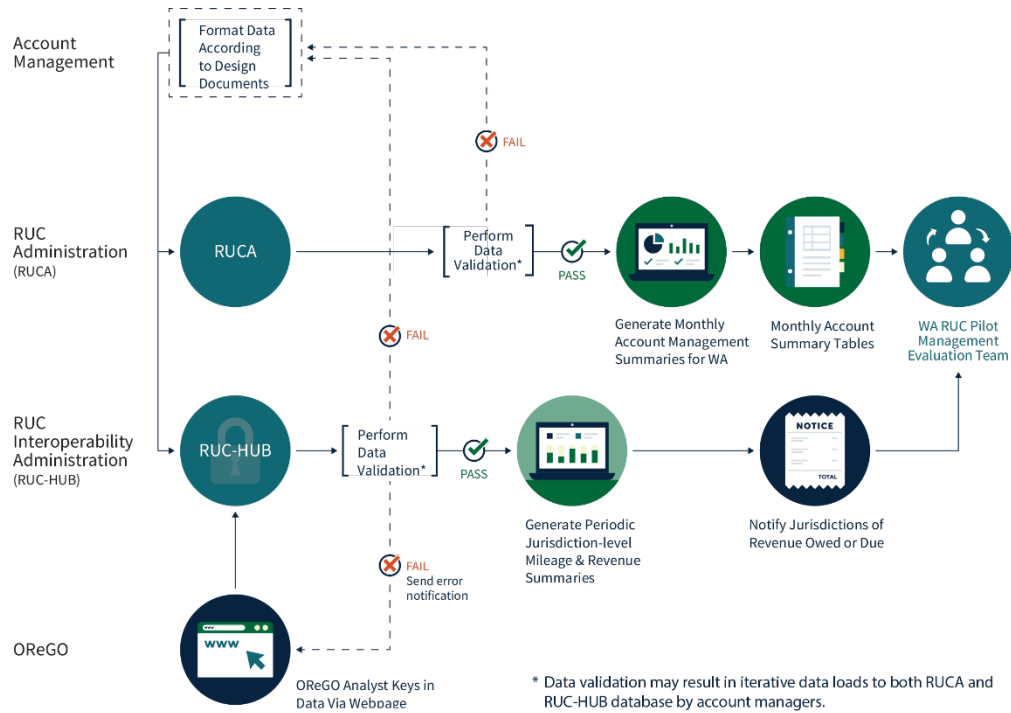 Account
Management
Format Data
According
to Design
Documents
FAIL
RUC
Administration
(RUCA)
RUCA
Perform
Data
Validation*
PASS
Generate Monthly
Account Management
Summaries for WA
Monthly Account
Summary Tables
WA RUC Pilot
Management
Evaluation Team
FAIL
RUC
Interoperability
Administration
(RUC-HUB)
RUC-HUB
Perform
Data
Validation*
PASS
Generate Periodic
Jurisdiction-level
Mileage & Revenue
Summaries
NOTICE
TOTAL
Notify Jurisdictions of
Revenue Owed or Due
FAIL
Send error
notification
OReGO
www
www
OReGO Analyst Keys in
Data Via Webpage
* Data validation may result in iterative data loads to both RUCA and
RUC-HUB database by account managers.